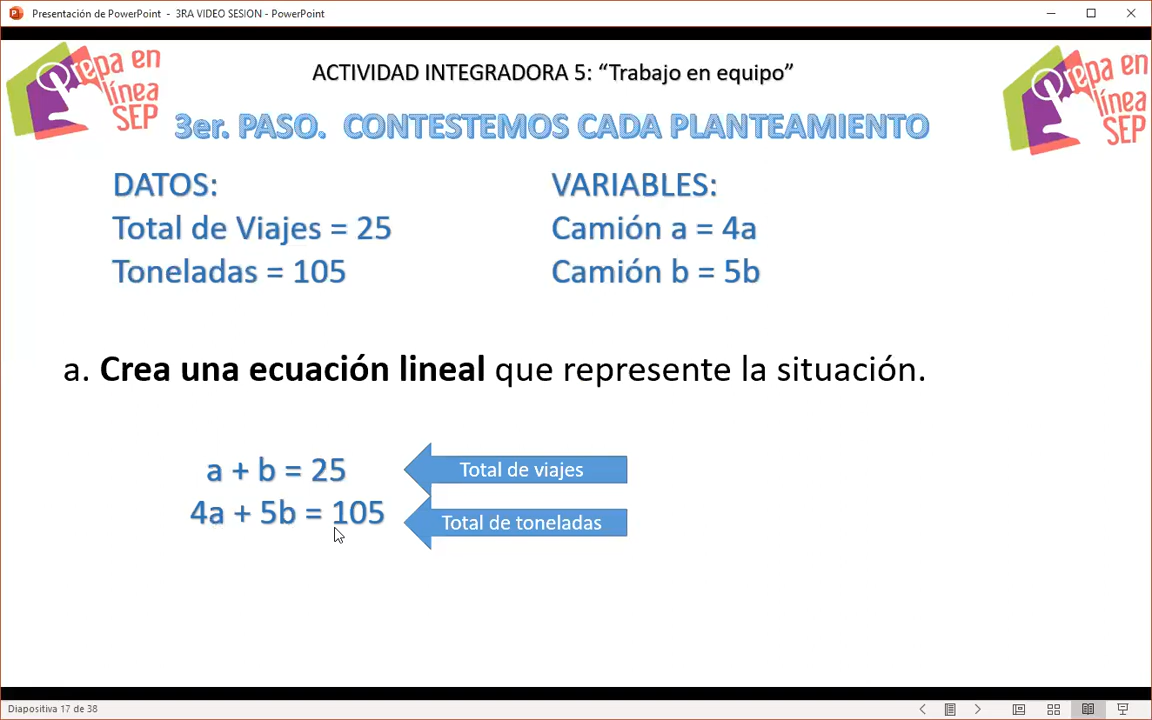 Presentación de PowerPoint - 3RA VIDEO SESION - PowerPoint
Prepa en
línea
SEP
ACTIVIDAD INTEGRADORA 5: “Trabajo en equipo”
Prepa en
línea
SEP
3er. PASO. CONTESTEMOS CADA PLANTEAMIENTO
DATOS:
Total de Viajes = 25
Toneladas = 105
VARIABLES:
Camión a = 4a
Camión b = 5b
a. Crea una ecuación lineal que represente la situación.
a + b = 25
Total de viajes
4a + 5b = 105
Total de toneladas
Diapositiva 17 de 38